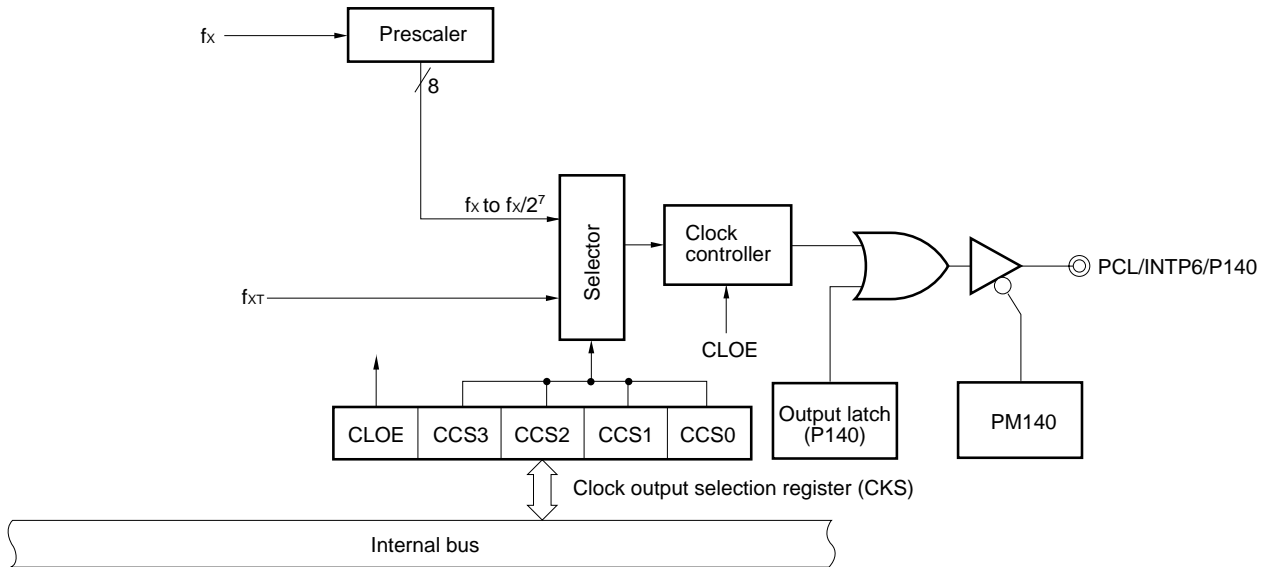 fX
Prescaler
8
fX to fX/2⁷
Selector
Clock
controller
PCL/INTP6/P140
fXT
CLOE
CLOE CCS3 CCS2 CCS1 CCS0
Output latch
(P140)
PM140
Clock output selection register (CKS)
Internal bus